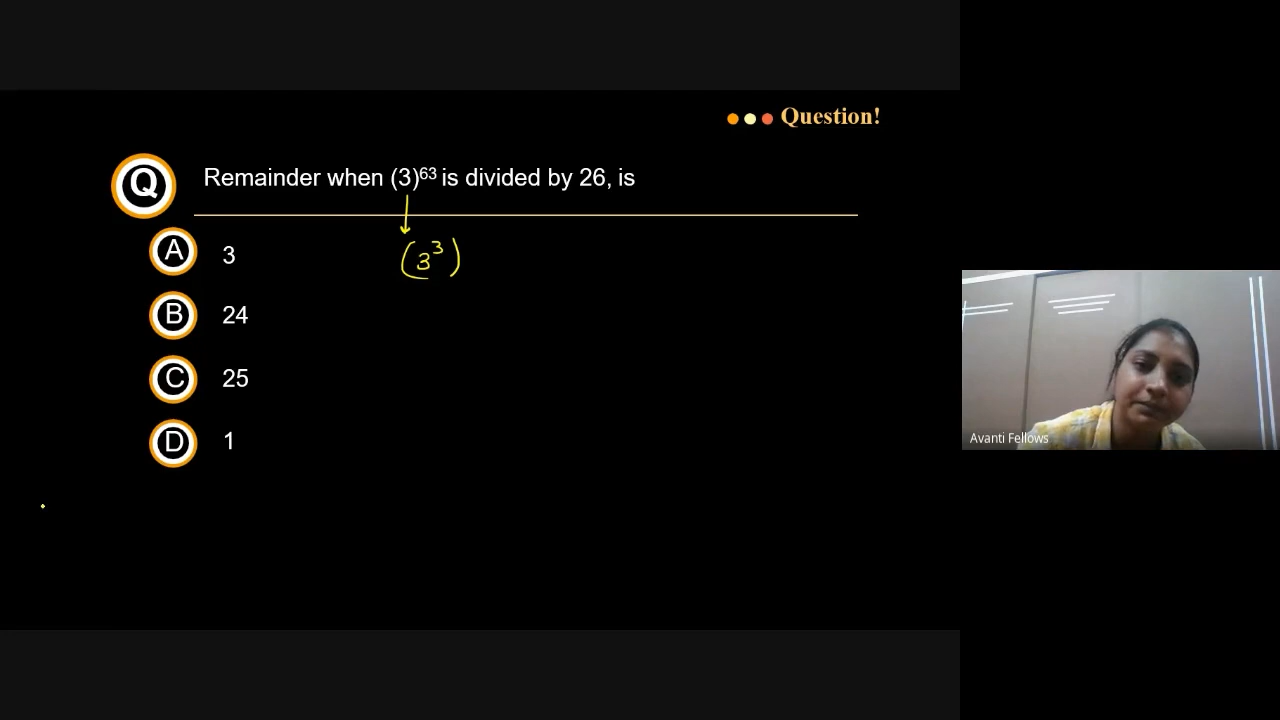 Question!
Q
Remainder when (3)⁶³ is divided by 26, is
(3³)
A 3
B 24
C 25
D 1
Avanti Fellows